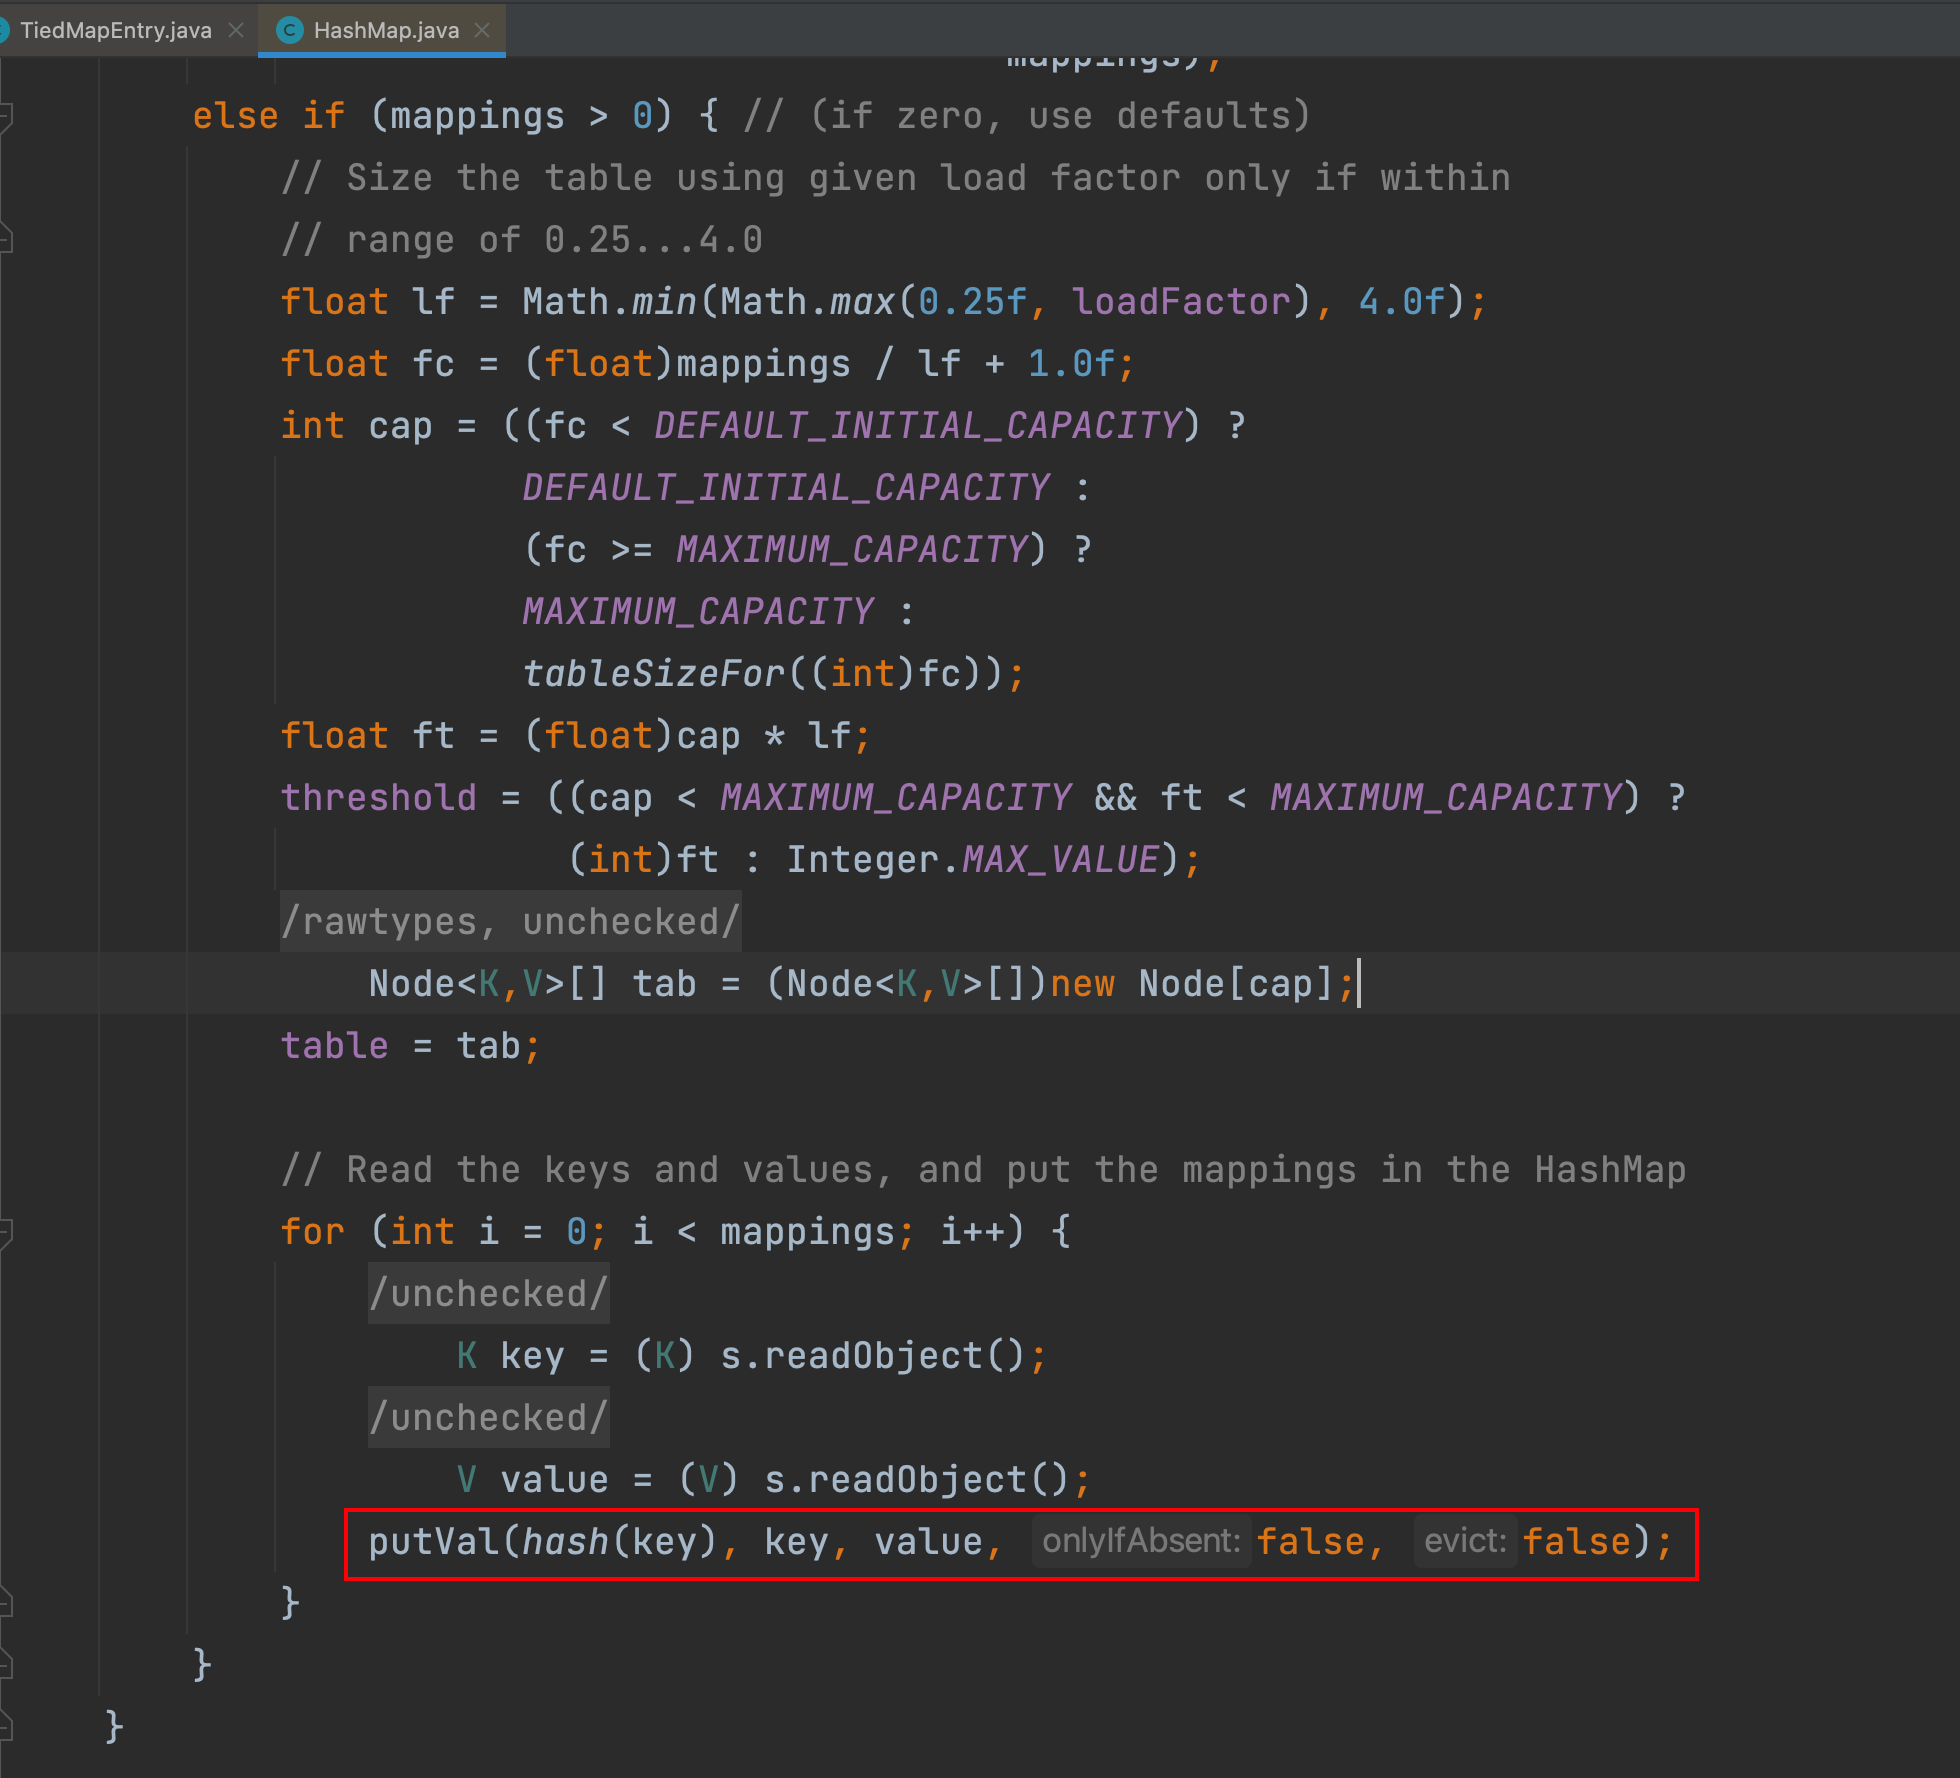 TiedMapEntry.java HashMap.java
mappings);
else if (mappings > 0) { // (if zero, use defaults)
// Size the table using given load factor only if within
// range of 0.25...4.0
float lf = Math.min(Math.max(0.25f, loadFactor), 4.0f);
float fc = (float)mappings / lf + 1.0f;
int cap = ((fc < DEFAULT_INITIAL_CAPACITY) ?
DEFAULT_INITIAL_CAPACITY :
(fc >= MAXIMUM_CAPACITY) ?
MAXIMUM_CAPACITY :
tableSizeFor((int)fc));
float ft = (float)cap * lf;
threshold = ((cap < MAXIMUM_CAPACITY && ft < MAXIMUM_CAPACITY) ?
(int)ft : Integer.MAX_VALUE);
/rawtypes, unchecked/
Node<K,V>[] tab = (Node<K,V>[])new Node[cap];
table = tab;
// Read the keys and values, and put the mappings in the HashMap
for (int i = 0; i < mappings; i++) {
/unchecked/
K key = (K) s.readObject();
/unchecked/
V value = (V) s.readObject();
putVal(hash(key), key, value, onlyIfAbsent: false, evict: false);
}
}
}